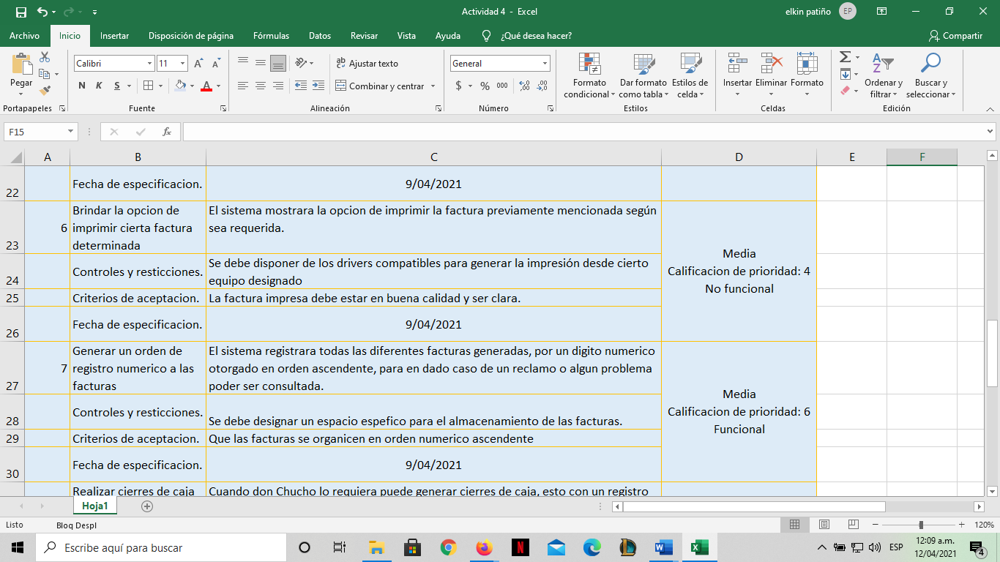 Actividad 4 - Excel
elkin patiño
EP
Archivo
Inicio
Insertar
Disposición de página
Fórmulas
Datos
Revisar
Vista
Ayuda
¿Qué desea hacer?
Compartir
Pegar
Calibri
11
N K S
Ajustar texto
Combinar y centrar
General
$ % 000
Formato condicional
Dar formato como tabla
Estilos de celda
Insertar
Eliminar
Formato
Ordenar y filtrar
Buscar y seleccionar
Portapapeles
Fuente
Alineación
Número
Estilos
Celdas
Edición
F15
fx
A B C D E F
22
Fecha de especificacion.
9/04/2021
23
6
Brindar la opcion de
imprimir cierta factura
determinada
El sistema mostrara la opcion de imprimir la factura previamente mencionada según
sea requerida.
Media
Calificacion de prioridad: 4
No funcional
24
Controles y resticciones.
Se debe disponer de los drivers compatibles para generar la impresión desde cierto
equipo designado
25
Criterios de aceptacion.
La factura impresa debe estar en buena calidad y ser clara.
26
Fecha de especificacion.
9/04/2021
27
7
Generar un orden de
registro numerico a las
facturas
El sistema registrara todas las diferentes facturas generadas, por un digito numerico
otorgado en orden ascendente, para en dado caso de un reclamo o algun problema
poder ser consultada.
Media
Calificacion de prioridad: 6
Funcional
28
Controles y resticciones.
Se debe designar un espacio espefico para el almacenamiento de las facturas.
29
Criterios de aceptacion.
Que las facturas se organicen en orden numerico ascendente
30
Fecha de especificacion.
9/04/2021
Realizar cierres de caja
Cuando don Chucho lo requiera puede generar cierres de caja, esto con un registro
Hoja1
Listo
Bloq Despl
120%
Escribe aquí para buscar
ESP
12:09 a.m.
12/04/2021
4